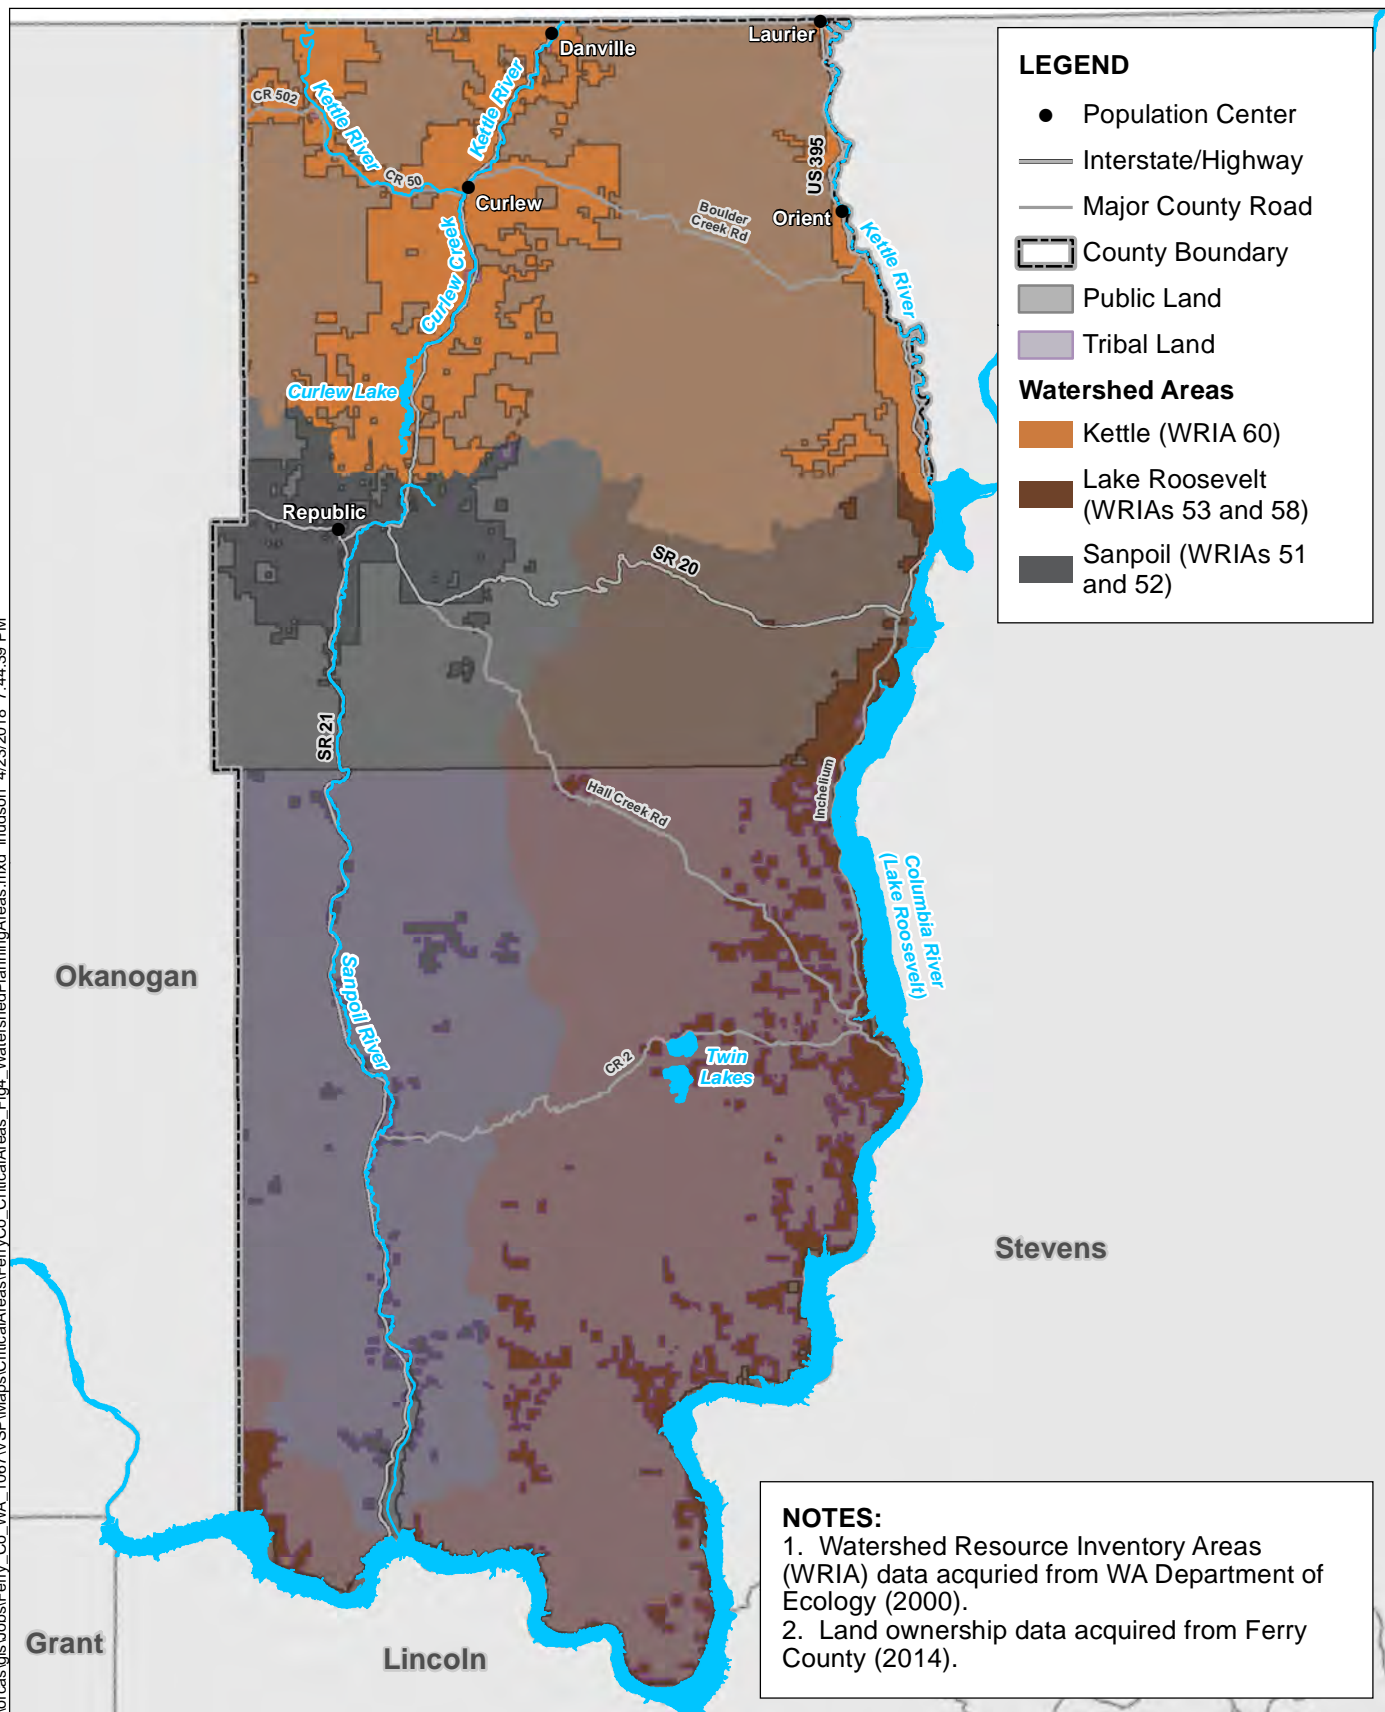 Laurier
Danville
CR 502
Kettle River
Kettle River
US 395
CR 50
Curlew
Boulder
Creek Rd
Orient
Kettle River
Curlew Creek
Curlew Lake
Republic
SR 20
SR 21
Hall Creek Rd
Inchelium
Columbia River
(Lake Roosevelt)
Okanogan
Sanpoil River
CR 2
Twin
Lakes
Stevens
Grant
Lincoln
LEGEND
Population Center
Interstate/Highway
Major County Road
County Boundary
Public Land
Tribal Land
Watershed Areas
Kettle (WRIA 60)
Lake Roosevelt
(WRIAs 53 and 58)
Sanpoil (WRIAs 51
and 52)
NOTES:
1. Watershed Resource Inventory Areas
(WRIA) data acquried from WA Department of
Ecology (2000).
2. Land ownership data acquired from Ferry
County (2014).